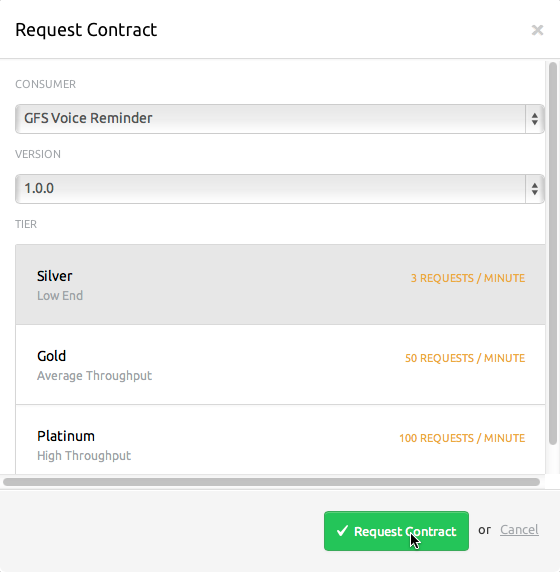 Request Contract
×
CONSUMER
GFS Voice Reminder
VERSION
1.0.0
TIER
Silver 3 REQUESTS / MINUTE
Low End
Gold 50 REQUESTS / MINUTE
Average Throughput
Platinum 100 REQUESTS / MINUTE
High Throughput
✓ Request Contract or Cancel